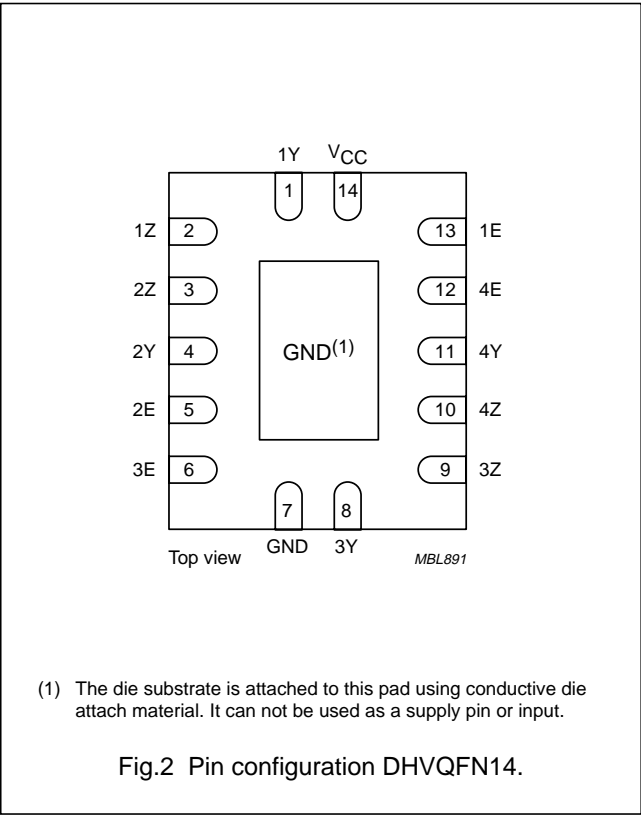 1Y VCC
1 14
1Z 2 13 1E
2Z 3 12 4E
2Y 4 GND(1) 11 4Y
2E 5 10 4Z
3E 6 9 3Z
7 8
Top view GND 3Y MBL891
(1) The die substrate is attached to this pad using conductive die
attach material. It can not be used as a supply pin or input.
Fig.2 Pin configuration DHVQFN14.